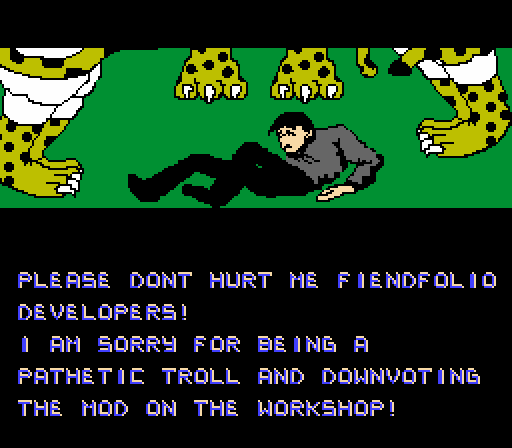 PLEASE DONT HURT ME FIENDFOLIO
DEVELOPERS!
I AM SORRY FOR BEING A
PATHETIC TROLL AND DOWNVOTING
THE MOD ON THE WORKSHOP!